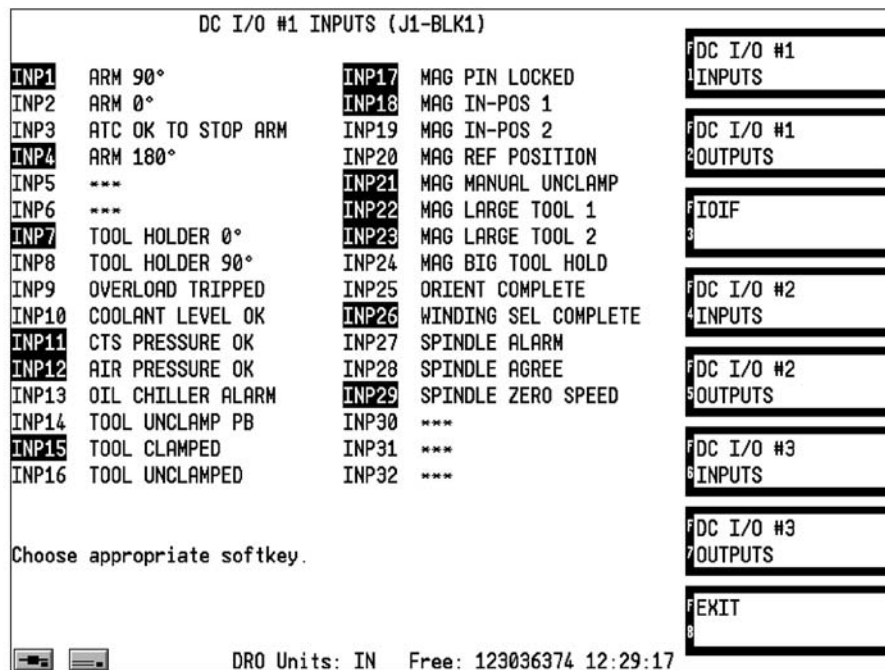 DC I/O #1 INPUTS (J1-BLK1)
INP1 ARM 90°
INP2 ARM 0°
INP3 ATC OK TO STOP ARM
INP4 ARM 180°
INP5 ***
INP6 ***
INP7 TOOL HOLDER 0°
INP8 TOOL HOLDER 90°
INP9 OVERLOAD TRIPPED
INP10 COOLANT LEVEL OK
INP11 CTS PRESSURE OK
INP12 AIR PRESSURE OK
INP13 OIL CHILLER ALARM
INP14 TOOL UNCLAMP PB
INP15 TOOL CLAMPED
INP16 TOOL UNCLAMPED
INP17 MAG PIN LOCKED
INP18 MAG IN-POS 1
INP19 MAG IN-POS 2
INP20 MAG REF POSITION
INP21 MAG MANUAL UNCLAMP
INP22 MAG LARGE TOOL 1
INP23 MAG LARGE TOOL 2
INP24 MAG BIG TOOL HOLD
INP25 ORIENT COMPLETE
INP26 WINDING SEL COMPLETE
INP27 SPINDLE ALARM
INP28 SPINDLE AGREE
INP29 SPINDLE ZERO SPEED
INP30 ***
INP31 ***
INP32 ***
Choose appropriate softkey.
DRO Units: IN Free: 123036374 12:29:17
F1 DC I/O #1
INPUTS
F2 DC I/O #1
OUTPUTS
F3 IOIF
F4 DC I/O #2
INPUTS
F5 DC I/O #2
OUTPUTS
F6 DC I/O #3
INPUTS
F7 DC I/O #3
OUTPUTS
F8 EXIT